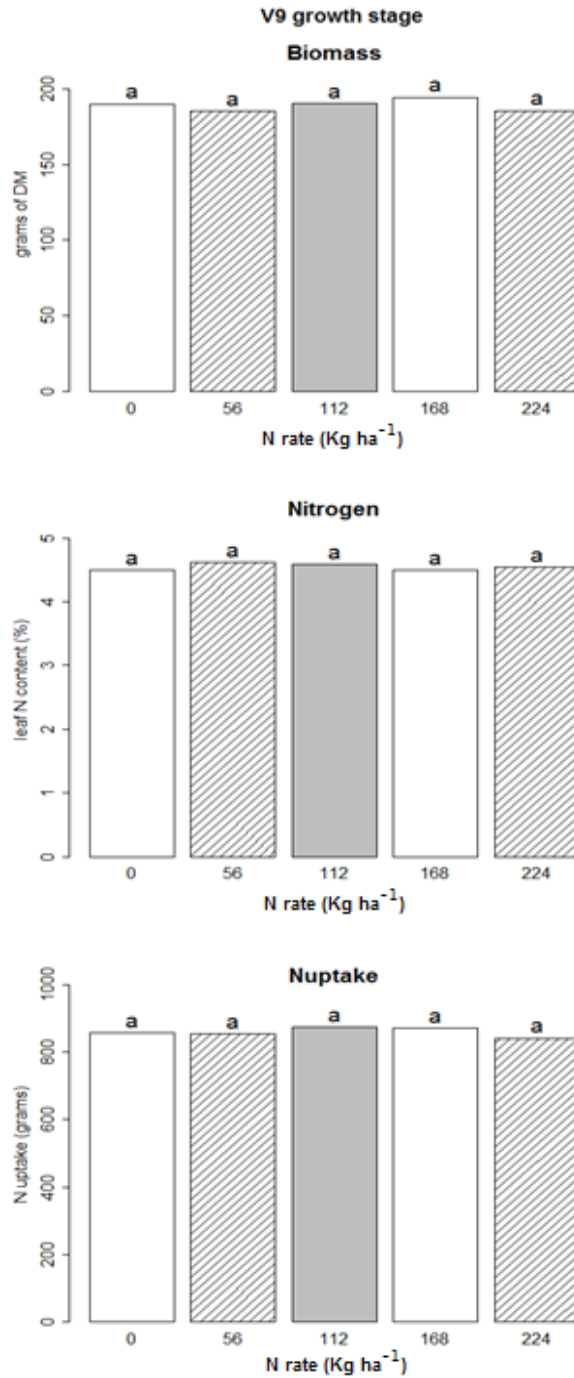 V9 growth stage
Biomass
grams of DM
200
150
100
50
0
a a a a a
0 56 112 168 224
N rate (Kg ha⁻¹)
Nitrogen
leaf N content (%)
5
4
3
2
1
0
a a a a a
0 56 112 168 224
N rate (Kg ha⁻¹)
Nuptake
N uptake (grams)
1000
800
600
400
200
0
a a a a a
0 56 112 168 224
N rate (Kg ha⁻¹)